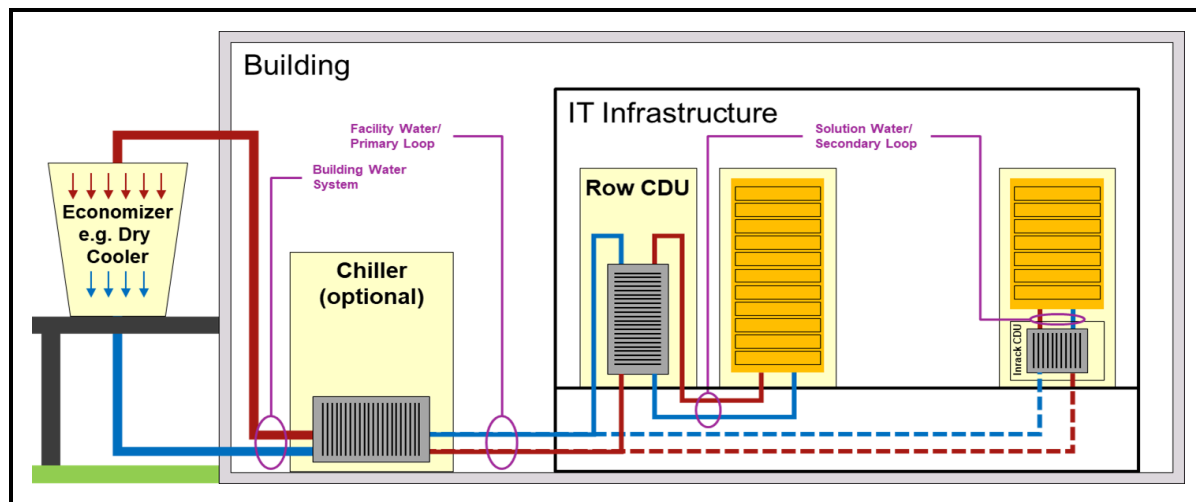 Building
IT Infrastructure
Facility Water/
Primary Loop
Solution Water/
Secondary Loop
Building Water
System
Row CDU
Economizer
e.g. Dry
Cooler
Chiller
(optional)
Inrack CDU